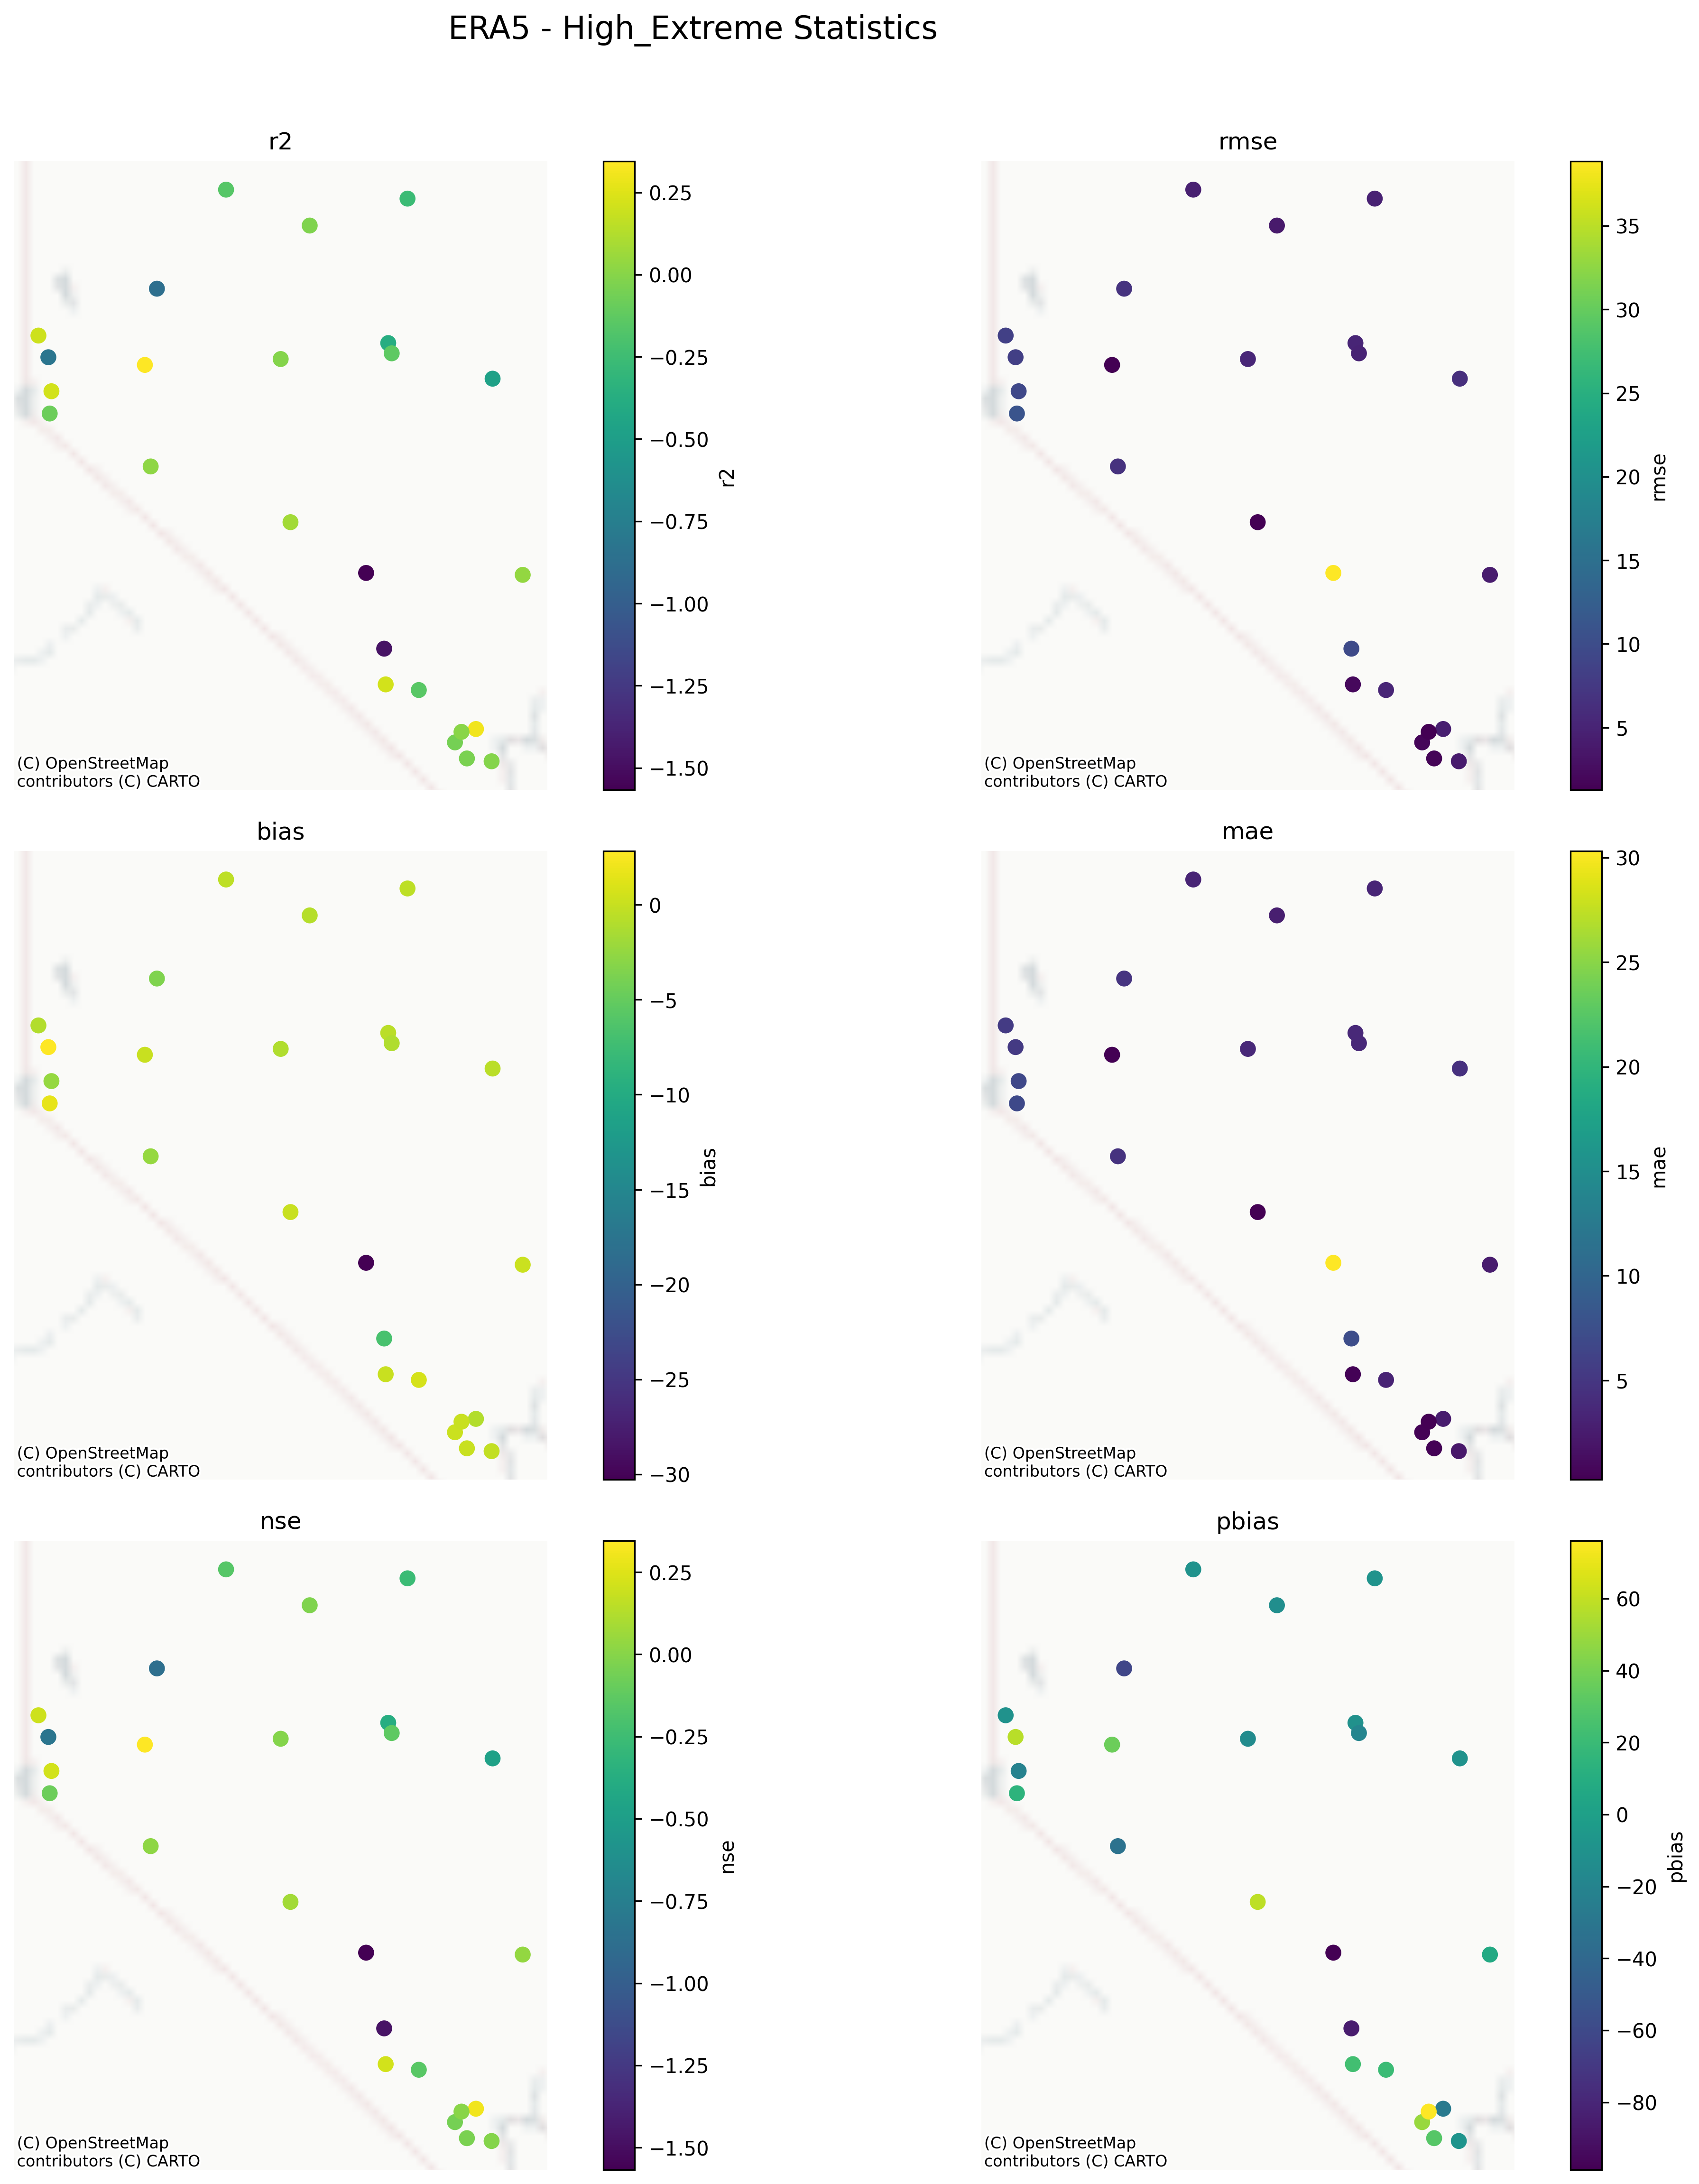 ERA5 - High_Extreme Statistics
r2
0.25
0.00
−0.25
−0.50
−0.75
−1.00
−1.25
−1.50
r2
(C) OpenStreetMap
contributors (C) CARTO
rmse
35
30
25
20
15
10
5
rmse
(C) OpenStreetMap
contributors (C) CARTO
bias
0
−5
−10
−15
−20
−25
−30
bias
(C) OpenStreetMap
contributors (C) CARTO
mae
30
25
20
15
10
5
mae
(C) OpenStreetMap
contributors (C) CARTO
nse
0.25
0.00
−0.25
−0.50
−0.75
−1.00
−1.25
−1.50
nse
(C) OpenStreetMap
contributors (C) CARTO
pbias
60
40
20
0
−20
−40
−60
−80
pbias
(C) OpenStreetMap
contributors (C) CARTO